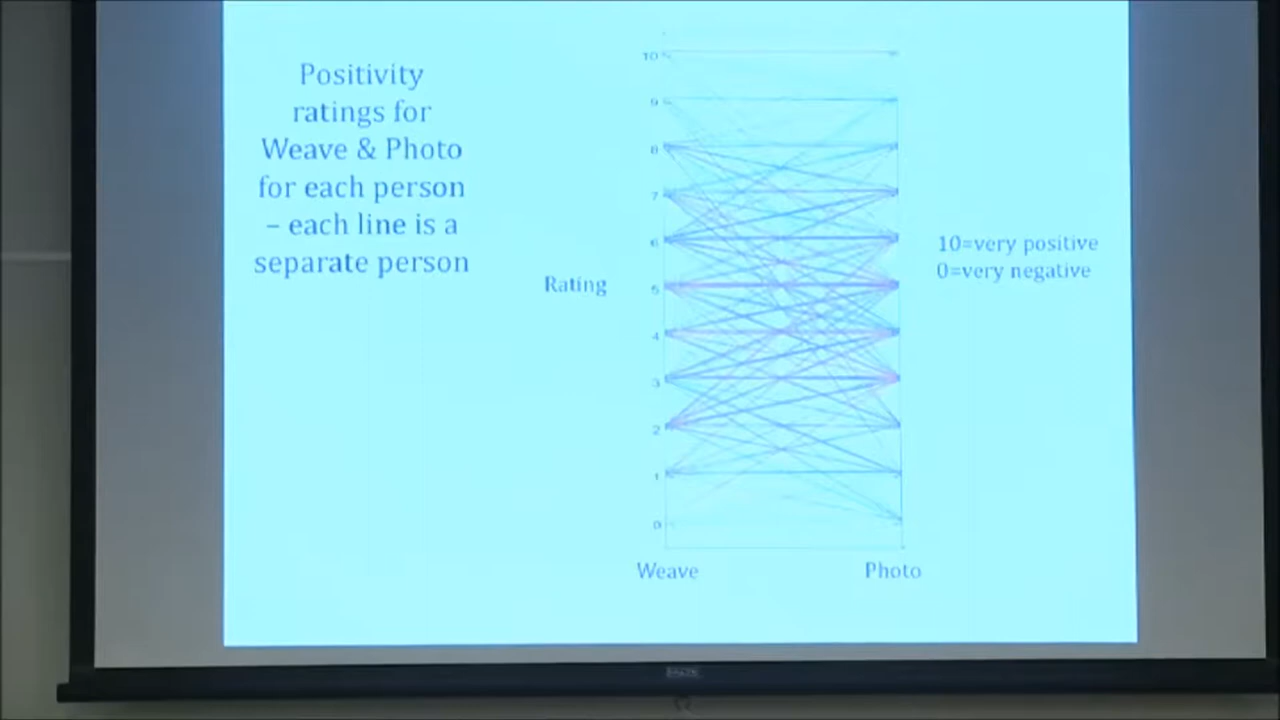 Positivity
ratings for
Weave & Photo
for each person
– each line is a
separate person
Rating
10
9
8
7
6
5
4
3
2
1
0
10=very positive
0=very negative
Weave
Photo